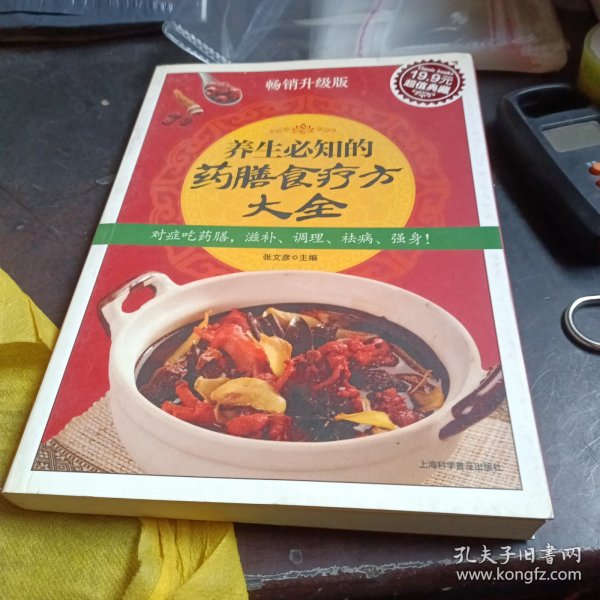 畅销升级版
19.9元
超值典藏
养生必知的
药膳食疗方
大全
对症吃药膳，滋补、调理、祛病、强身！
张文彦◎主编
上海科学普及出版社
孔夫子旧书网
www.kongfz.com